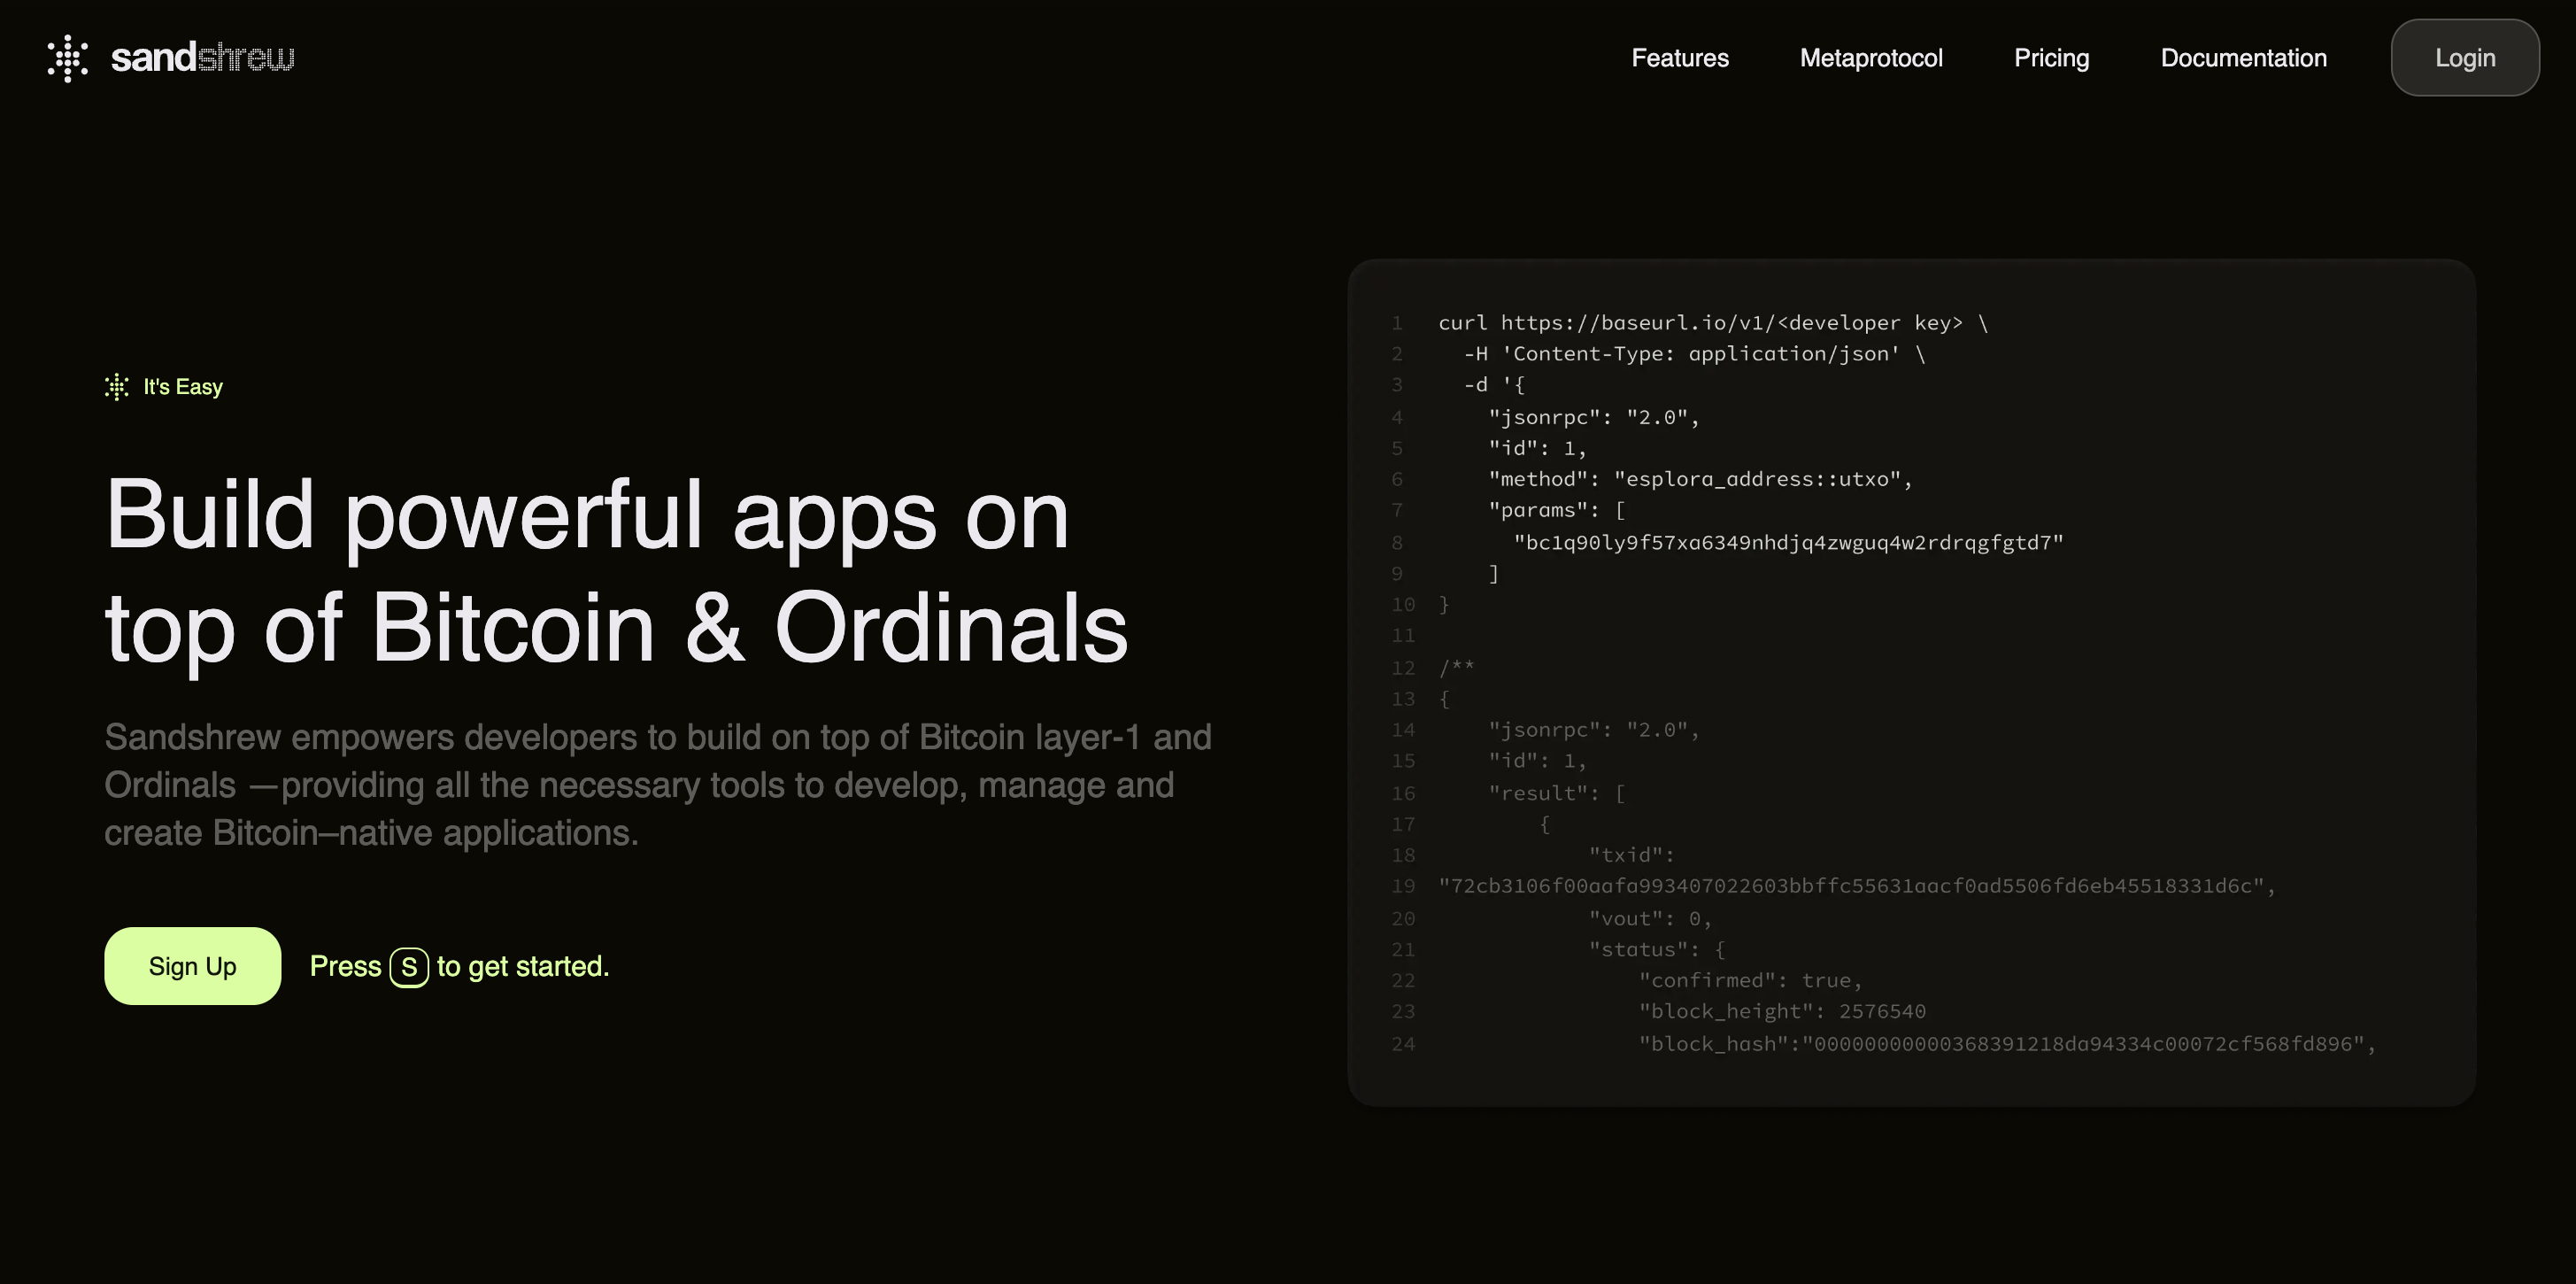 sandshrew
Features
Metaprotocol
Pricing
Documentation
Login
It's Easy
Build powerful apps on
top of Bitcoin & Ordinals
Sandshrew empowers developers to build on top of Bitcoin layer-1 and
Ordinals —providing all the necessary tools to develop, manage and
create Bitcoin–native applications.
Sign Up
Press S to get started.
1 curl https://baseurl.io/v1/<developer key> \
2 -H 'Content-Type: application/json' \
3 -d '{
4 "jsonrpc": "2.0",
5 "id": 1,
6 "method": "esplora_address::utxo",
7 "params": [
8 "bc1q90ly9f57xa6349nhdjq4zwguq4w2rdrqgfgtd7"
9 ]
10 }
11
12 /**
13 {
14 "jsonrpc": "2.0",
15 "id": 1,
16 "result": [
17 {
18 "txid":
19 "72cb3106f00aafa993407022603bbffc55631aacf0ad5506fd6eb45518331d6c",
20 "vout": 0,
21 "status": {
22 "confirmed": true,
23 "block_height": 2576540
24 "block_hash":"00000000000368391218da94334c00072cf568fd896",